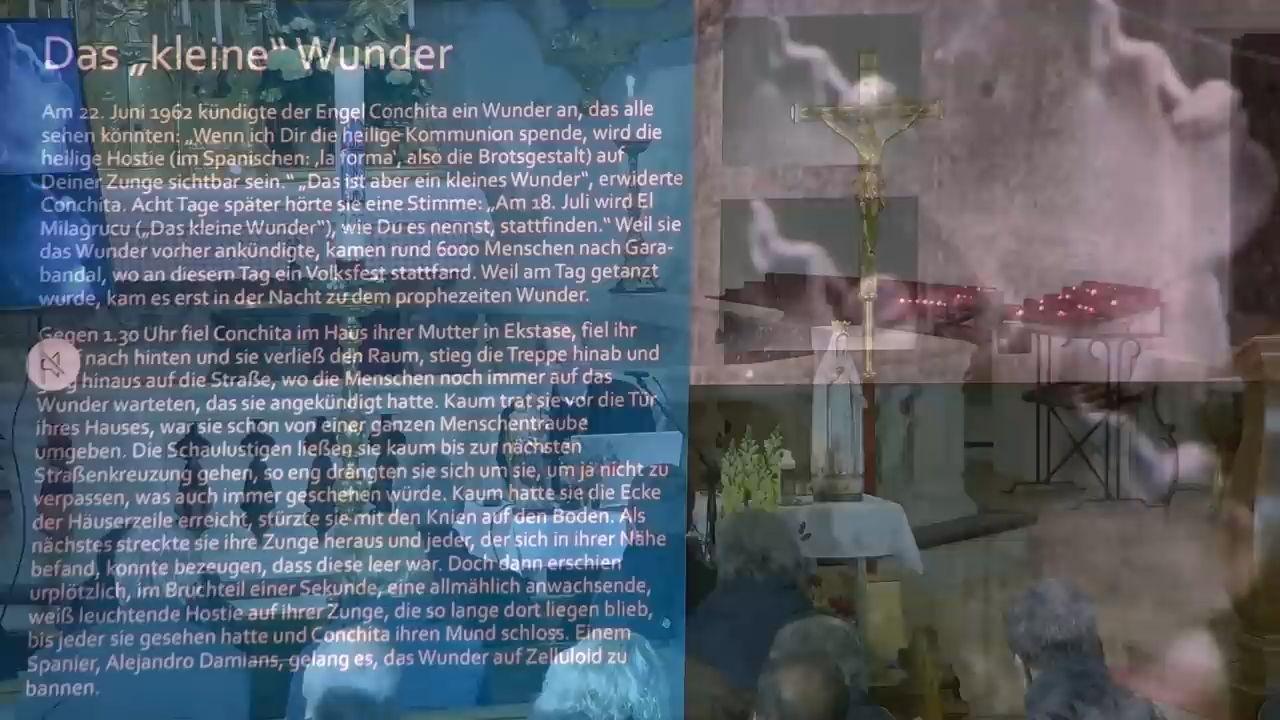 Das „kleine“ Wunder
Am 22. Juni 1962 kündigte der Engel Conchita ein Wunder an, das alle
sehen könnten: „Wenn ich Dir die heilige Kommunion spende, wird die
heilige Hostie (im Spanischen: ‚la forma‘, also die Brotsgestalt) auf
Deiner Zunge sichtbar sein.“ „Das ist aber ein kleines Wunder“, erwiderte
Conchita. Acht Tage später hörte sie eine Stimme: „Am 18. Juli wird El
Milagrucu („Das kleine Wunder“), wie Du es nennst, stattfinden.“ Weil sie
das Wunder vorher ankündigte, kamen rund 6000 Menschen nach Gara-
bandal, wo an diesem Tag ein Volksfest stattfand. Weil am Tag getanzt
wurde, kam es erst in der Nacht zu dem prophezeiten Wunder.
Gegen 1.30 Uhr fiel Conchita im Haus ihrer Mutter in Ekstase, fiel ihr
nach hinten und sie verließ den Raum, stieg die Treppe hinab und
g hinaus auf die Straße, wo die Menschen noch immer auf das
Wunder warteten, das sie angekündigt hatte. Kaum trat sie vor die Tür
ihres Hauses, war sie schon von einer ganzen Menschentraube
umgeben. Die Schaulustigen ließen sie kaum bis zur nächsten
Straßenkreuzung gehen, so eng drängten sie sich um sie, um ja nicht zu
verpassen, was auch immer geschehen würde. Kaum hatte sie die Ecke
der Häuserzeile erreicht, stürzte sie mit den Knien auf den Boden. Als
nächstes streckte sie ihre Zunge heraus und jeder, der sich in ihrer Nähe
befand, konnte bezeugen, dass diese leer war. Doch dann erschien
urplötzlich, im Bruchteil einer Sekunde, eine allmählich anwachsende,
weiß leuchtende Hostie auf ihrer Zunge, die so lange dort liegen blieb,
bis jeder sie gesehen hatte und Conchita ihren Mund schloss. Einem
Spanier, Alejandro Damians, gelang es, das Wunder auf Zelluloid zu
bannen.